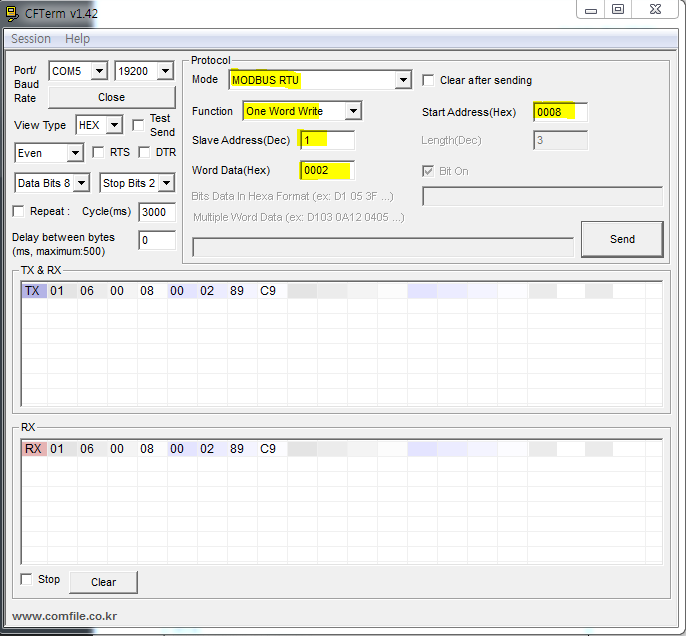 CFTerm v1.42
Session Help
Port/
Baud
Rate
COM5 19200
Close
View Type HEX Test
Send
Even RTS DTR
Data Bits 8 Stop Bits 2
Repeat : Cycle(ms) 3000
Delay between bytes
(ms, maximum:500)
0
Protocol
Mode MODBUS RTU Clear after sending
Function One Word Write Start Address(Hex) 0008
Slave Address(Dec) 1 Length(Dec) 3
Word Data(Hex) 0002 Bit On
Bits Data In Hexa Format (ex: D1 05 3F ...)
Multiple Word Data (ex: D103 0A12 0405 ...)
Send
TX & RX
TX 01 06 00 08 00 02 89 C9
RX
RX 01 06 00 08 00 02 89 C9
Stop Clear
www.comfile.co.kr